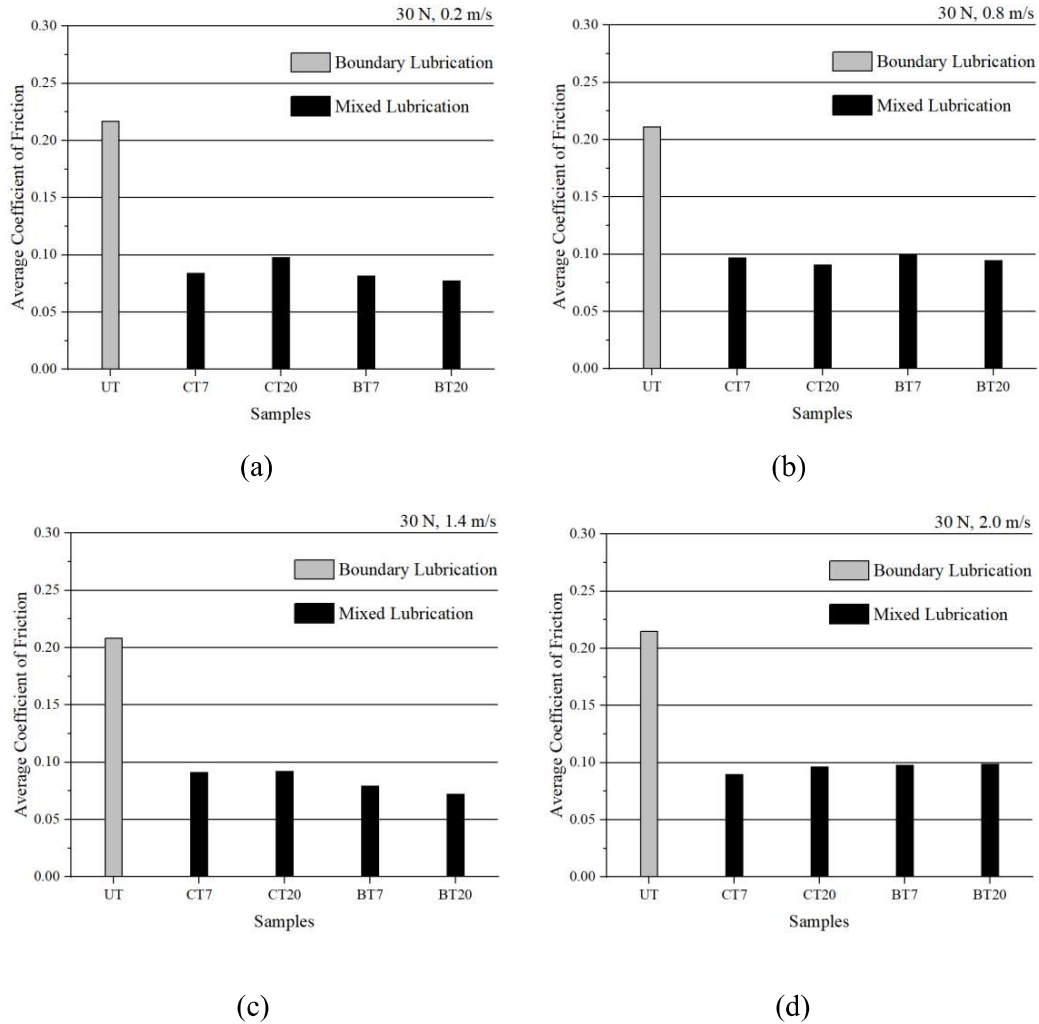 30 N, 0.2 m/s
0.30
0.25
0.20
0.15
0.10
0.05
0.00
Average Coefficient of Friction
Boundary Lubrication
Mixed Lubrication
UT CT7 CT20 BT7 BT20
Samples
(a)
30 N, 0.8 m/s
0.30
0.25
0.20
0.15
0.10
0.05
0.00
Average Coefficient of Friction
Boundary Lubrication
Mixed Lubrication
UT CT7 CT20 BT7 BT20
Samples
(b)
30 N, 1.4 m/s
0.30
0.25
0.20
0.15
0.10
0.05
0.00
Average Coefficient of Friction
Boundary Lubrication
Mixed Lubrication
UT CT7 CT20 BT7 BT20
Samples
(c)
30 N, 2.0 m/s
0.30
0.25
0.20
0.15
0.10
0.05
0.00
Average Coefficient of Friction
Boundary Lubrication
Mixed Lubrication
UT CT7 CT20 BT7 BT20
Samples
(d)